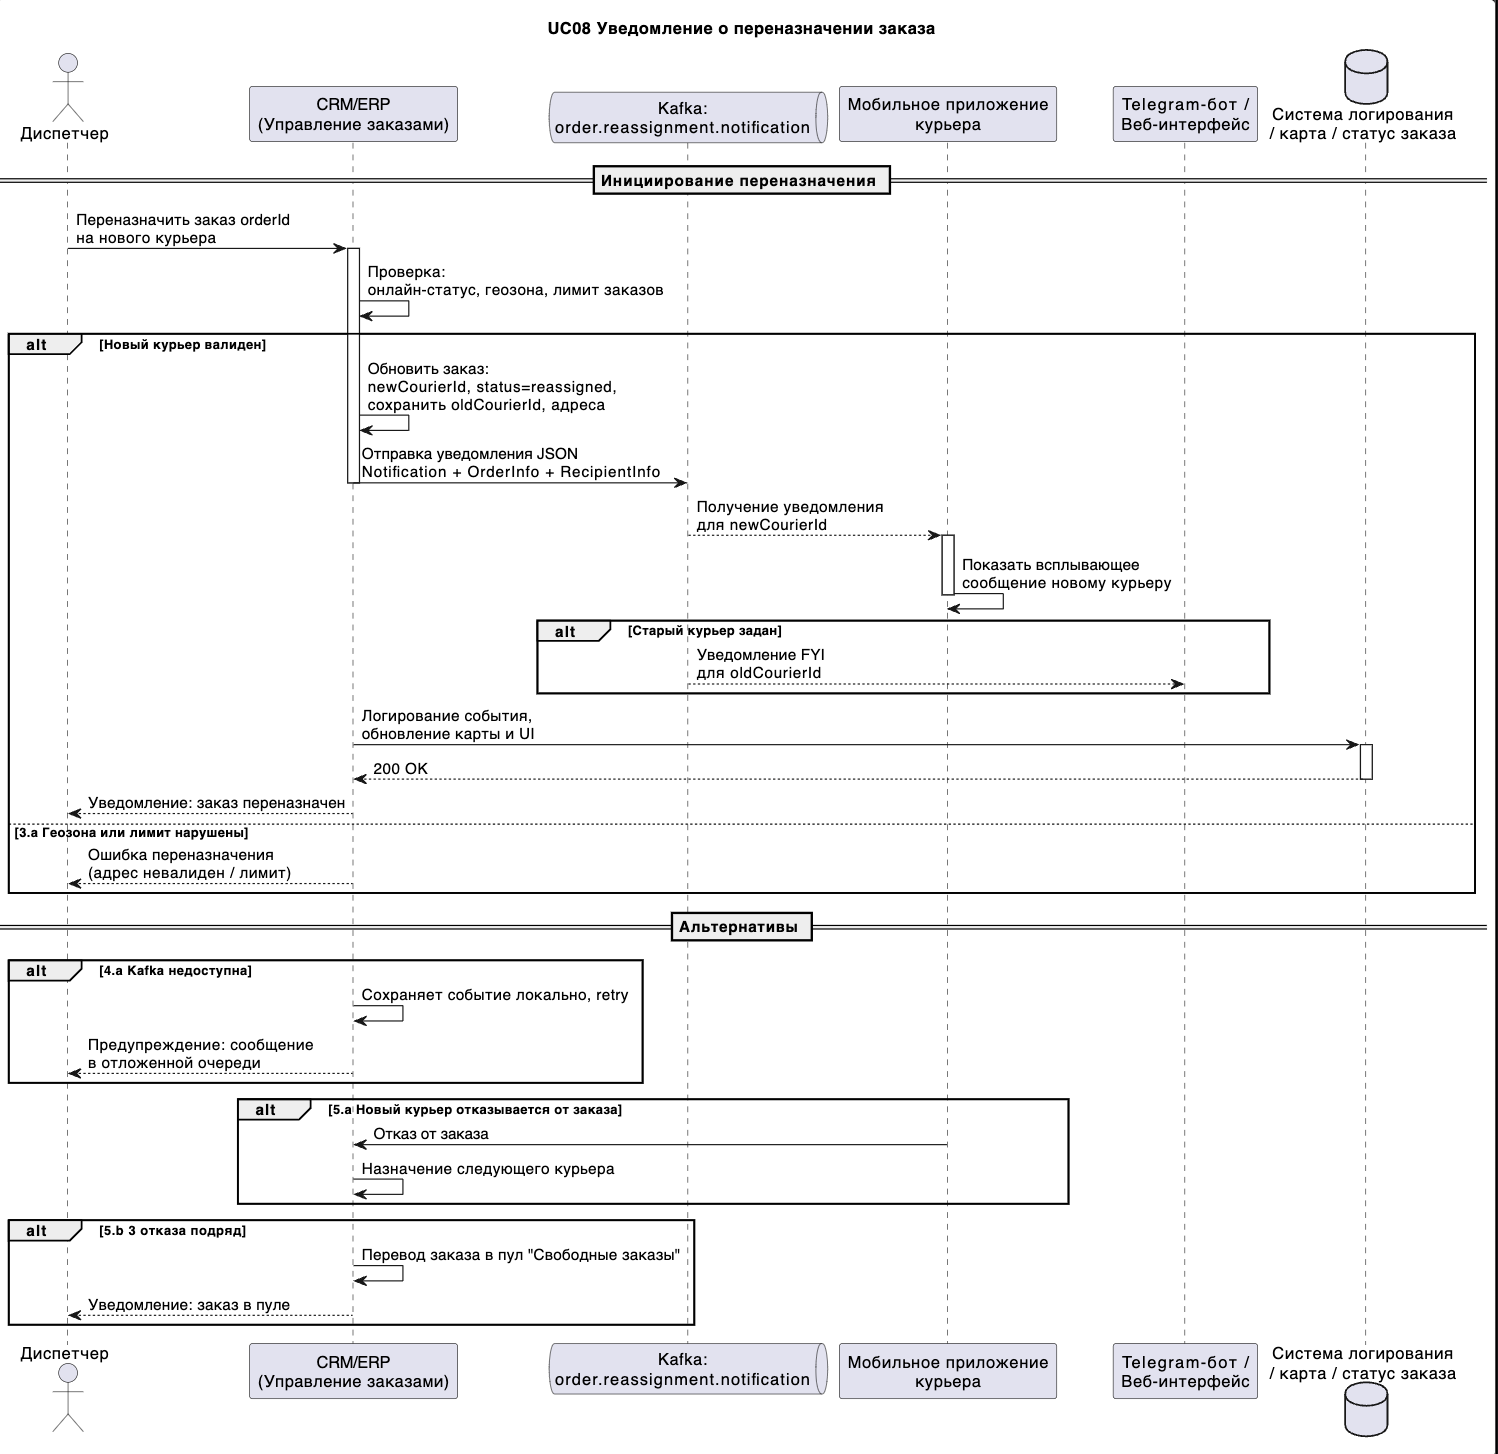 UC08 Уведомление о переназначении заказа
Диспетчер
CRM/ERP
(Управление заказами)
Kafka:
order.reassignment.notification
Мобильное приложение
курьера
Telegram-бот /
Веб-интерфейс
Система логирования
/ карта / статус заказа
Инициирование переназначения
Переназначить заказ orderId
на нового курьера
Проверка:
онлайн-статус, геозона, лимит заказов
alt [Новый курьер валиден]
Обновить заказ:
newCourierId, status=reassigned,
сохранить oldCourierId, адреса
Отправка уведомления JSON
Notification + OrderInfo + RecipientInfo
Получение уведомления
для newCourierId
Показать всплывающее
сообщение новому курьеру
alt [Старый курьер задан]
Уведомление FYI
для oldCourierId
Логирование события,
обновление карты и UI
200 OK
Уведомление: заказ переназначен
[3.a Геозона или лимит нарушены]
Ошибка переназначения
(адрес невалиден / лимит)
Альтернативы
alt [4.a Kafka недоступна]
Сохраняет событие локально, retry
Предупреждение: сообщение
в отложенной очереди
alt [5.a Новый курьер отказывается от заказа]
Отказ от заказа
Назначение следующего курьера
alt [5.b 3 отказа подряд]
Перевод заказа в пул "Свободные заказы"
Уведомление: заказ в пуле
Диспетчер
CRM/ERP
(Управление заказами)
Kafka:
order.reassignment.notification
Мобильное приложение
курьера
Telegram-бот /
Веб-интерфейс
Система логирования
/ карта / статус заказа